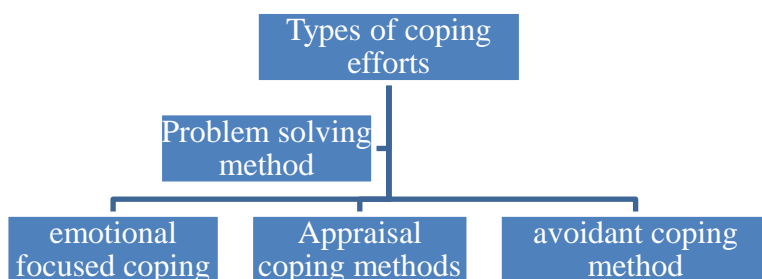 Types of coping
efforts
Problem solving
method
emotional
focused coping
Appraisal
coping methods
avoidant coping
method